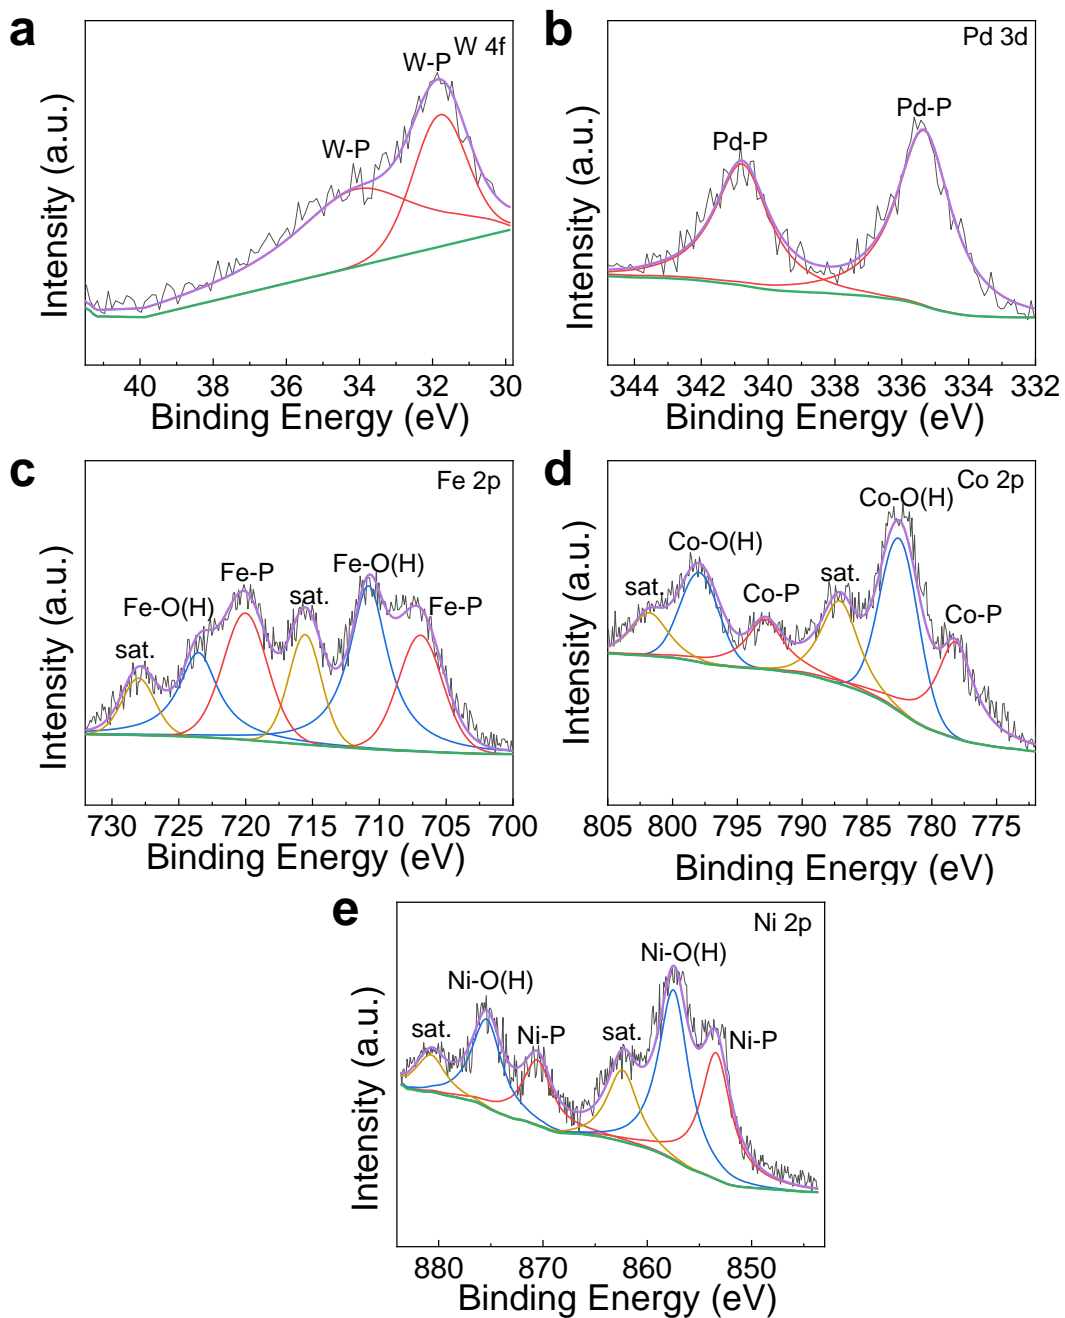 a
W 4f
W-P
W-P
Intensity (a.u.)
40 38 36 34 32 30
Binding Energy (eV)
b
Pd 3d
Pd-P
Pd-P
Intensity (a.u.)
344 342 340 338 336 334 332
Binding Energy (eV)
c
Fe 2p
Fe-O(H)
Fe-P
sat.
Fe-P
Fe-O(H)
sat.
Intensity (a.u.)
730 725 720 715 710 705 700
Binding Energy (eV)
d
Co 2p
Co-O(H)
Co-O(H)
sat.
sat.
Co-P
Co-P
Intensity (a.u.)
805 800 795 790 785 780 775
Binding Energy (eV)
e
Ni 2p
Ni-O(H)
Ni-O(H)
sat.
Ni-P
sat.
Ni-P
Intensity (a.u.)
880 870 860 850
Binding Energy (eV)